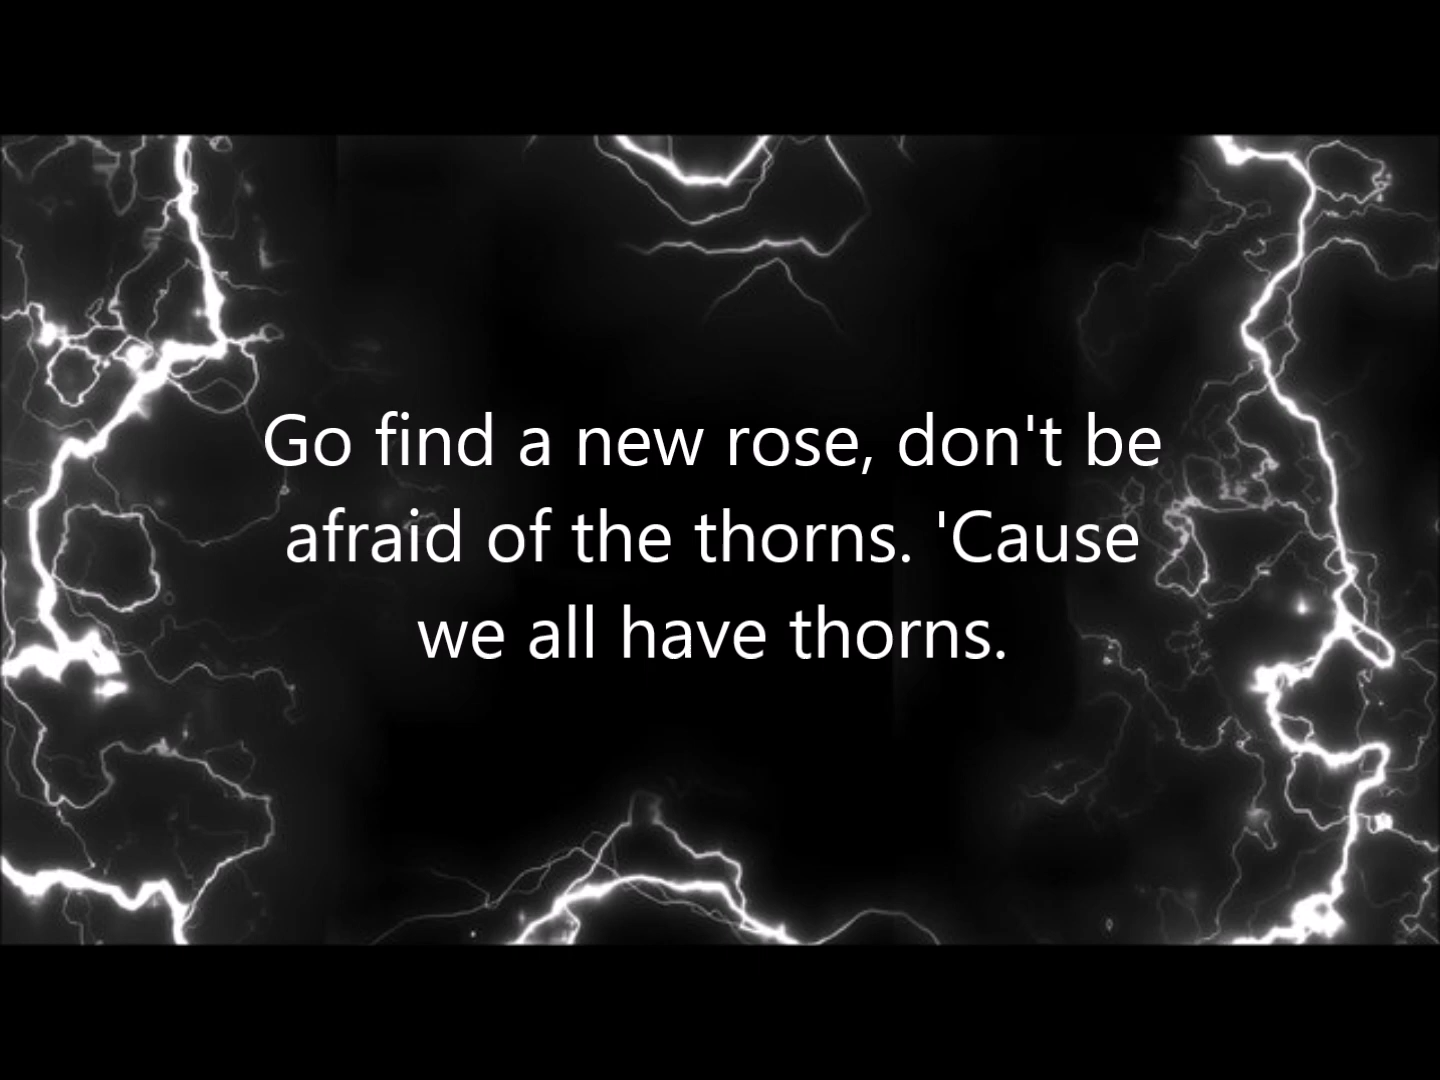 Go find a new rose, don't be
afraid of the thorns. 'Cause
we all have thorns.